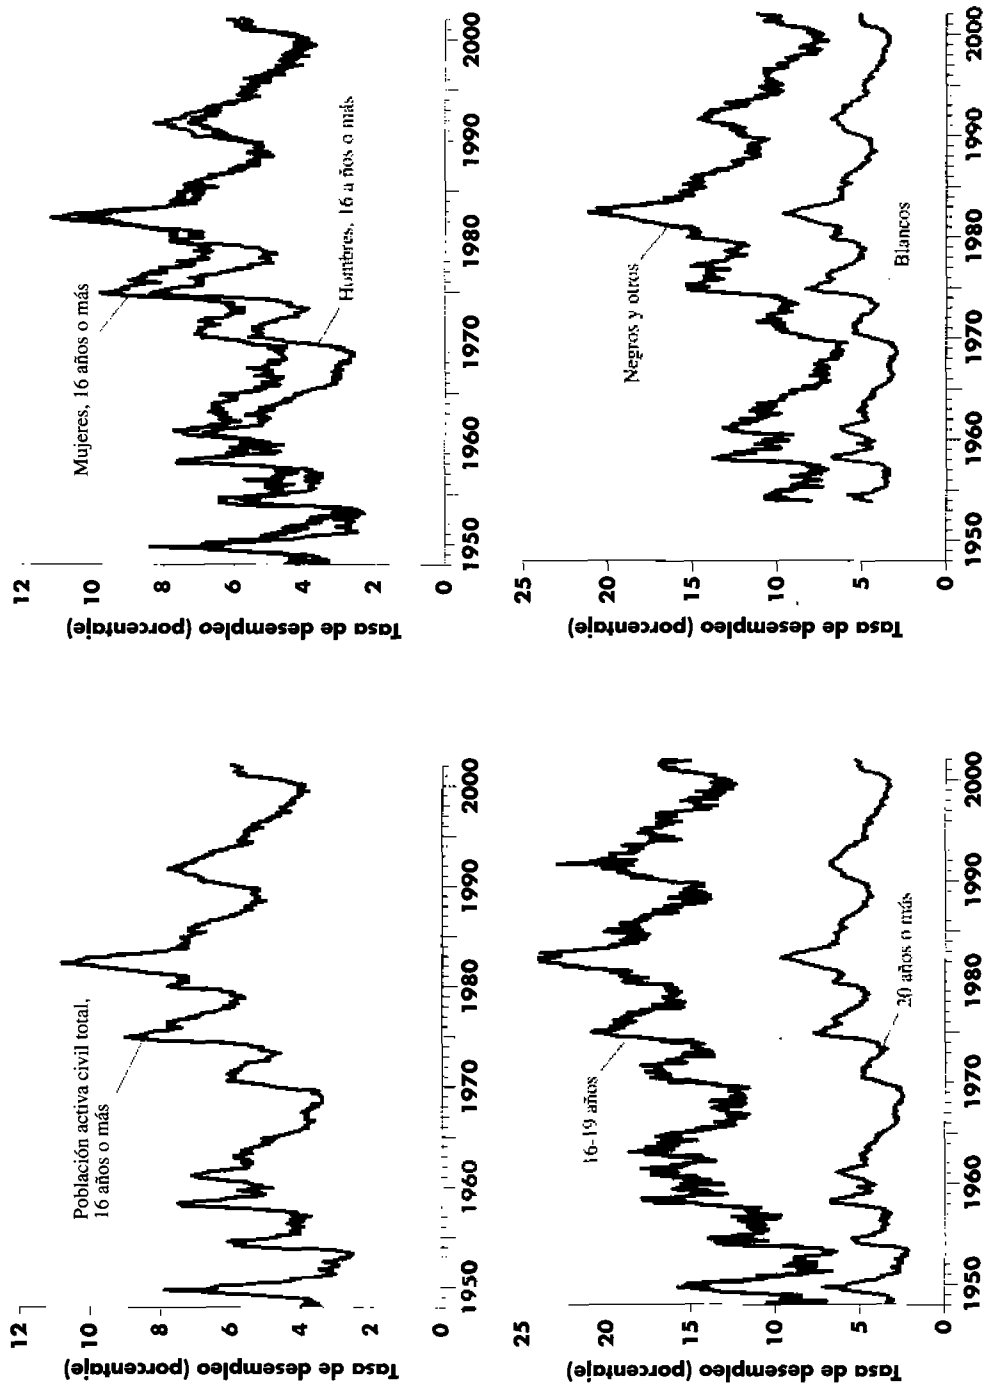 Tasa de desempleo (porcentaje)
12
10
8
6
4
2
0
Población activa civil total,
16 años o más
1950 1960 1970 1980 1990 2000
Tasa de desempleo (porcentaje)
12
10
8
6
4
2
0
Mujeres, 16 años o más
Hombres, 16 años o más
1950 1960 1970 1980 1990 2000
Tasa de desempleo (porcentaje)
25
20
15
10
5
0
16-19 años
20 años o más
1950 1960 1970 1980 1990 2000
Tasa de desempleo (porcentaje)
25
20
15
10
5
0
Negros y otros
Blancos
1950 1960 1970 1980 1990 2000